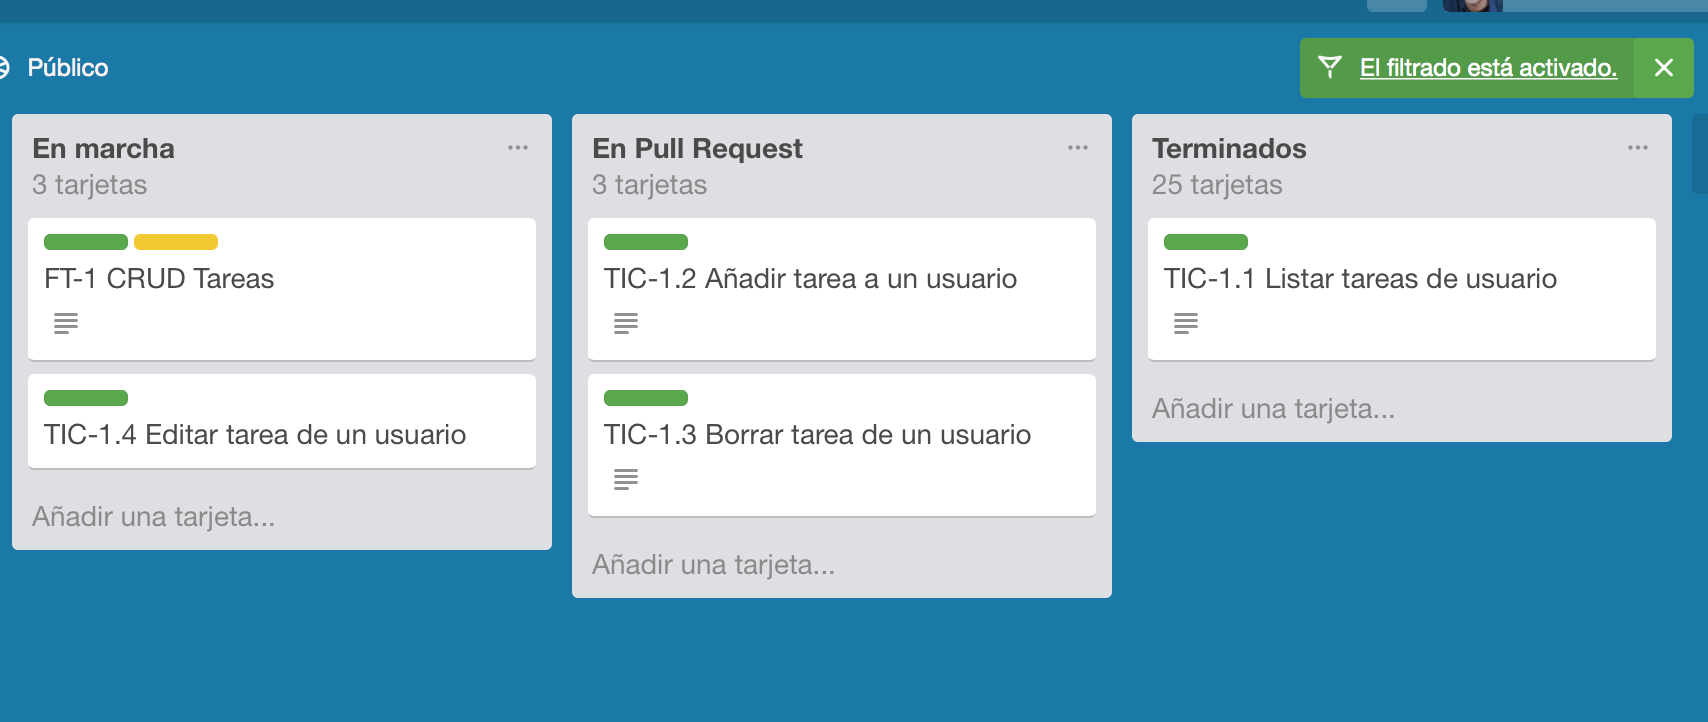 Público
El filtrado está activado.
En marcha
3 tarjetas
FT-1 CRUD Tareas
TIC-1.4 Editar tarea de un usuario
Añadir una tarjeta...
En Pull Request
3 tarjetas
TIC-1.2 Añadir tarea a un usuario
TIC-1.3 Borrar tarea de un usuario
Añadir una tarjeta...
Terminados
25 tarjetas
TIC-1.1 Listar tareas de usuario
Añadir una tarjeta...